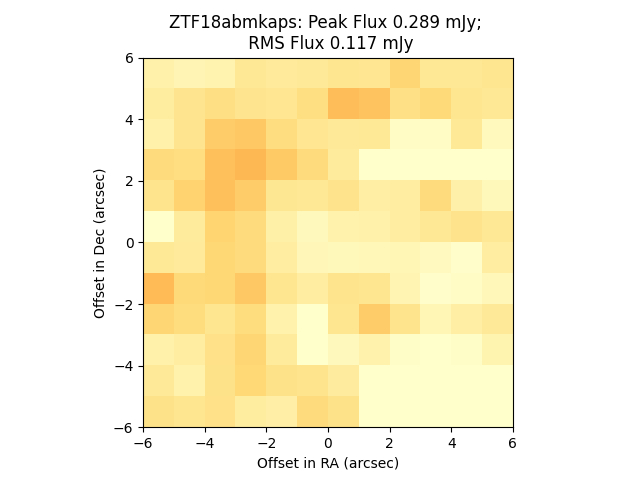 ZTF18abmkaps: Peak Flux 0.289 mJy;
RMS Flux 0.117 mJy
6
4
2
0
−2
−4
−6
Offset in Dec (arcsec)
−6 −4 −2 0 2 4 6
Offset in RA (arcsec)